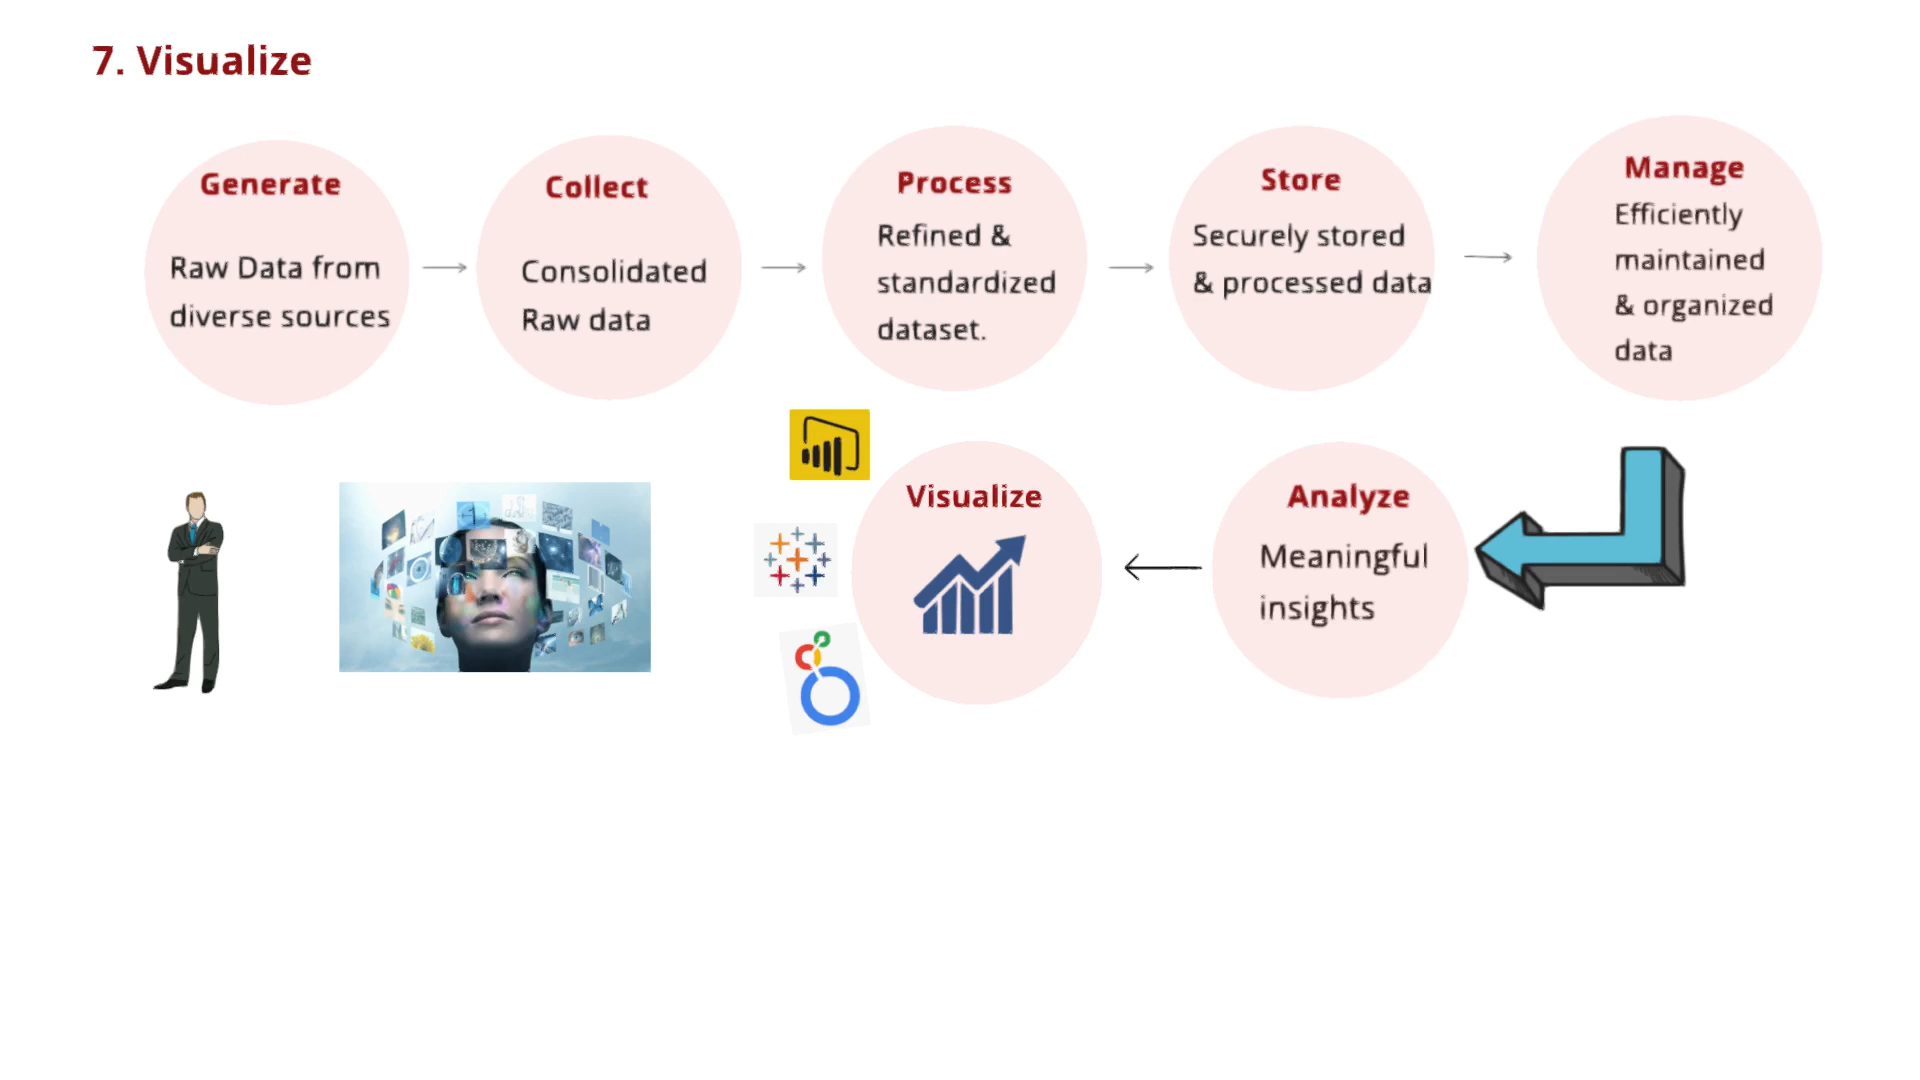 7. Visualize
Generate
Raw Data from
diverse sources
Collect
Consolidated
Raw data
Process
Refined &
standardized
dataset.
Store
Securely stored
& processed data
Manage
Efficiently
maintained
& organized
data
Visualize
Analyze
Meaningful
insights